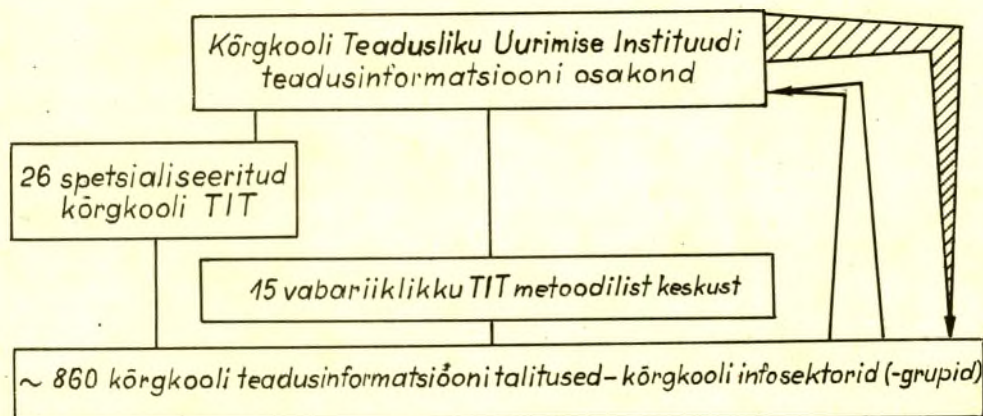 Kõrgkooli Teadusliku Uurimise Instituudi
teadusinformatsiooni osakond
26 spetsialiseeritud
kõrgkooli TIT
15 vabariiklikku TIT metoodilist keskust
~ 860 kõrgkooli teadusinformatsiooni talitused – kõrgkooli infosektorid (-grupid)